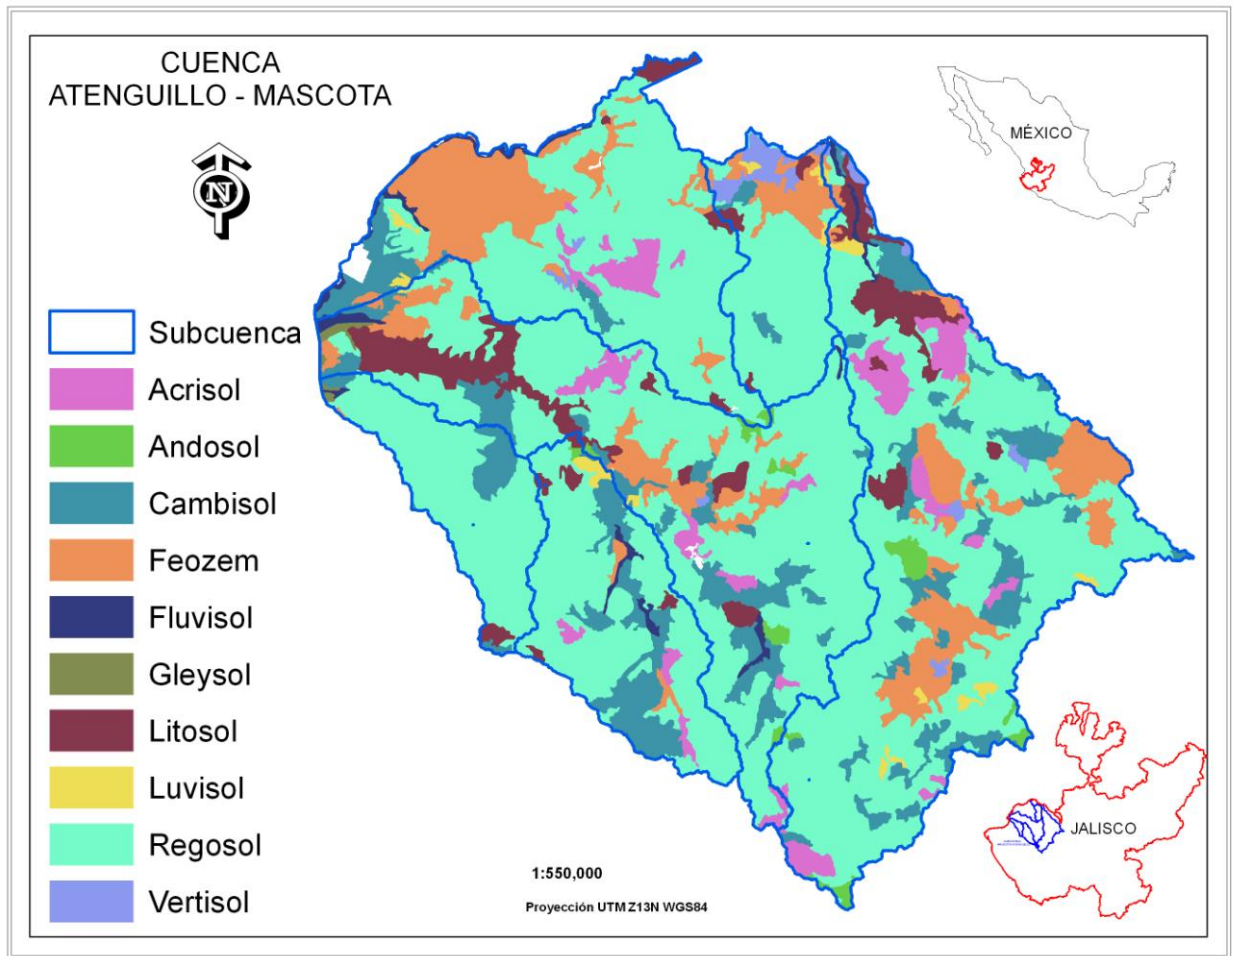 CUENCA
ATENGUILLO - MASCOTA
N
MÉXICO
Subcuenca
Acrisol
Andosol
Cambisol
Feozem
Fluvisol
Gleysol
Litosol
Luvisol
Regosol
Vertisol
JALISCO
1:550,000
Proyección UTM Z13N WGS84